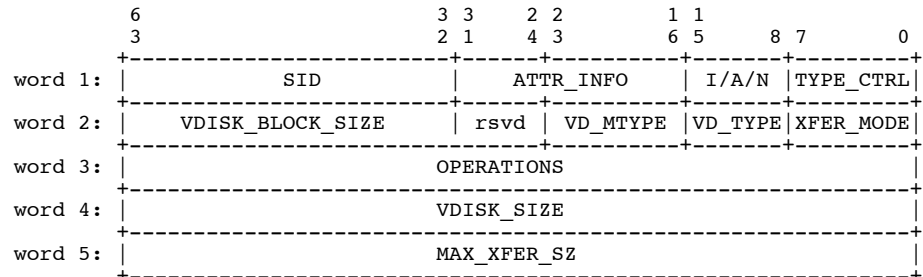 6 3 3 2 2 1 1
3 2 1 4 3 6 5 8 7 0
word 1: | SID | ATTR_INFO | I/A/N |TYPE_CTRL|
word 2: | VDISK_BLOCK_SIZE | rsvd | VD_MTYPE |VD_TYPE|XFER_MODE|
word 3: | OPERATIONS |
word 4: | VDISK_SIZE |
word 5: | MAX_XFER_SZ |